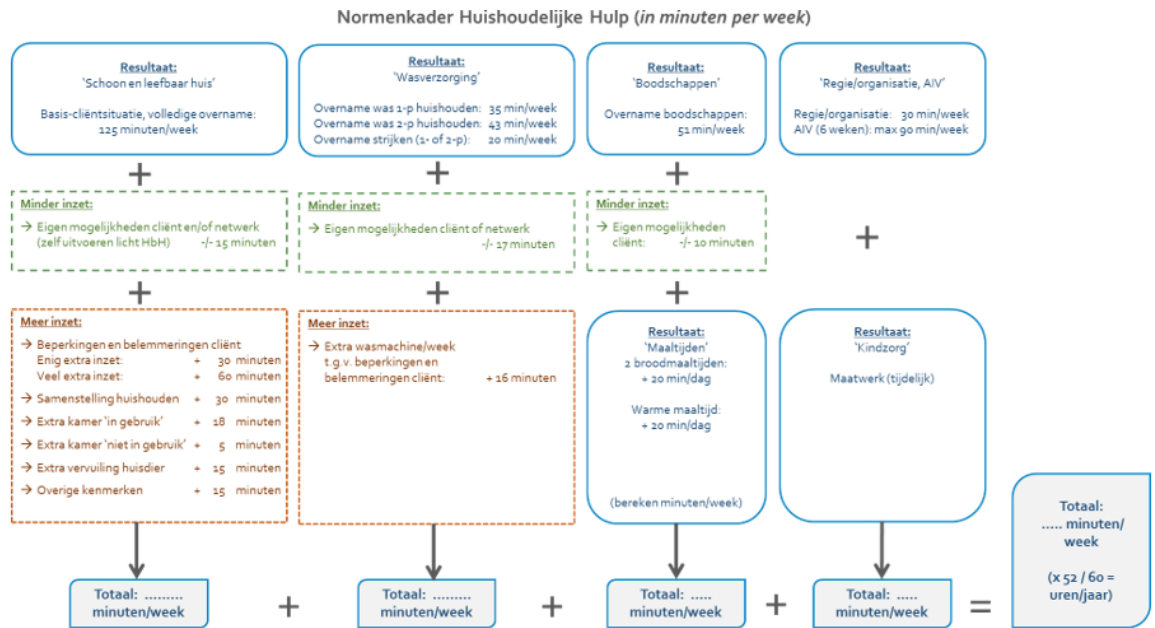 Normenkader Huishoudelijke Hulp (in minuten per week)
Resultaat:
'Schoon en leefbaar huis'
Basis-cliëntsituatie, volledige overname:
125 minuten/week
Resultaat:
'Wasverzorging'
Overname was 1-p huishouden: 35 min/week
Overname was 2-p huishouden: 43 min/week
Overname strijken (1- of 2-p): 20 min/week
Resultaat:
'Boodschappen'
Overname boodschappen:
51 min/week
Resultaat:
'Regie/organisatie, AIV'
Regie/organisatie: 30 min/week
AIV (6 weken): max 90 min/week
+ + +
Minder inzet:
→ Eigen mogelijkheden cliënt en/of netwerk
(zelf uitvoeren licht HbH) -/- 15 minuten
Minder inzet:
→ Eigen mogelijkheden cliënt of netwerk
-/- 17 minuten
Minder inzet:
→ Eigen mogelijkheden
cliënt: -/- 10 minuten
+
+ + +
Meer inzet:
→ Beperkingen en belemmeringen cliënt
Enig extra inzet: + 30 minuten
Veel extra inzet: + 60 minuten
→ Samenstelling huishouden + 30 minuten
→ Extra kamer 'in gebruik' + 18 minuten
→ Extra kamer 'niet in gebruik' + 5 minuten
→ Extra vervuiling huisdier + 15 minuten
→ Overige kenmerken + 15 minuten
Meer inzet:
→ Extra wasmachine/week
t.g.v. beperkingen en
belemmeringen cliënt: + 16 minuten
Resultaat:
'Maaltijden'
2 broodmaaltijden:
+ 20 min/dag
Warme maaltijd:
+ 20 min/dag
(bereken minuten/week)
Resultaat:
'Kindzorg'
Maatwerk (tijdelijk)
Totaal: .........
minuten/week
+
Totaal: .........
minuten/week
+
Totaal: .....
minuten/week
+
Totaal: .....
minuten/week
=
Totaal:
..... minuten/
week
(x 52 / 60 =
uren/jaar)